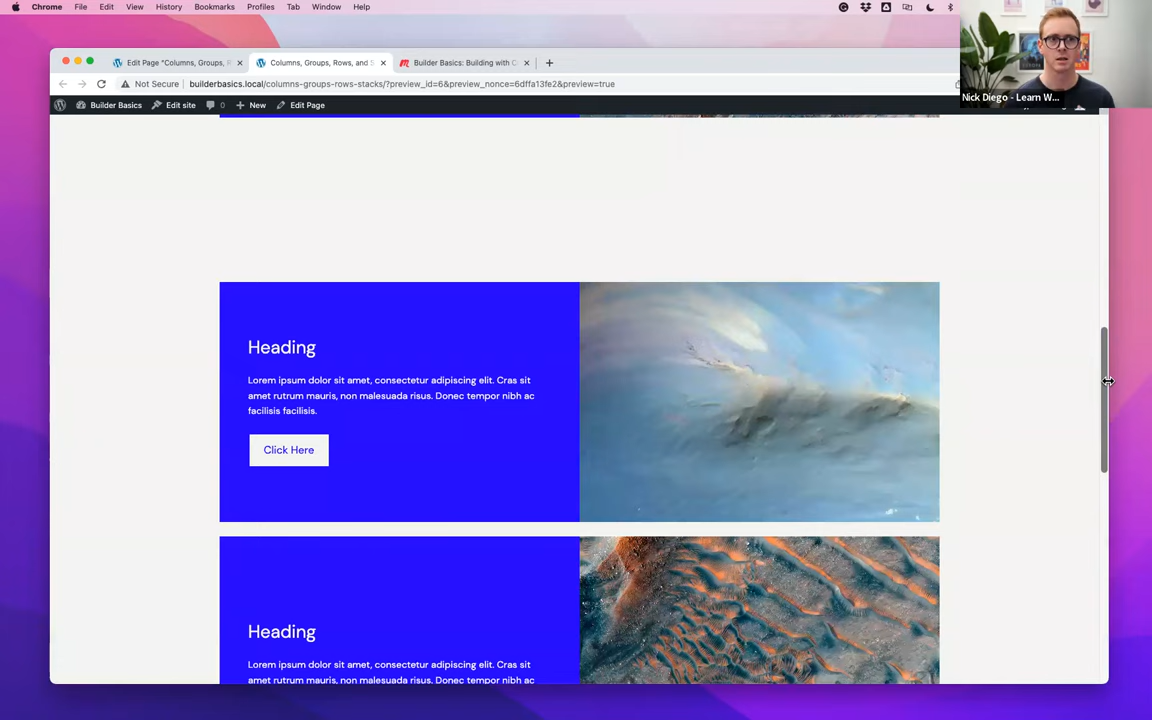 Chrome File Edit View History Bookmarks Profiles Tab Window Help
Edit Page “Columns, Groups, R
Columns, Groups, Rows, and S
Builder Basics: Building with C
Not Secure builderbasics.local/columns-groups-rows-stacks/?preview_id=6&preview_nonce=6dffa13fe2&preview=true
Nick Diego - Learn W...
Builder Basics Edit site 0 New Edit Page
Heading
Lorem ipsum dolor sit amet, consectetur adipiscing elit. Cras sit
amet rutrum mauris, non malesuada risus. Donec tempor nibh ac
facilisis facilisis.
Click Here
Heading
Lorem ipsum dolor sit amet, consectetur adipiscing elit. Cras sit
amet rutrum mauris, non malesuada risus. Donec tempor nibh ac